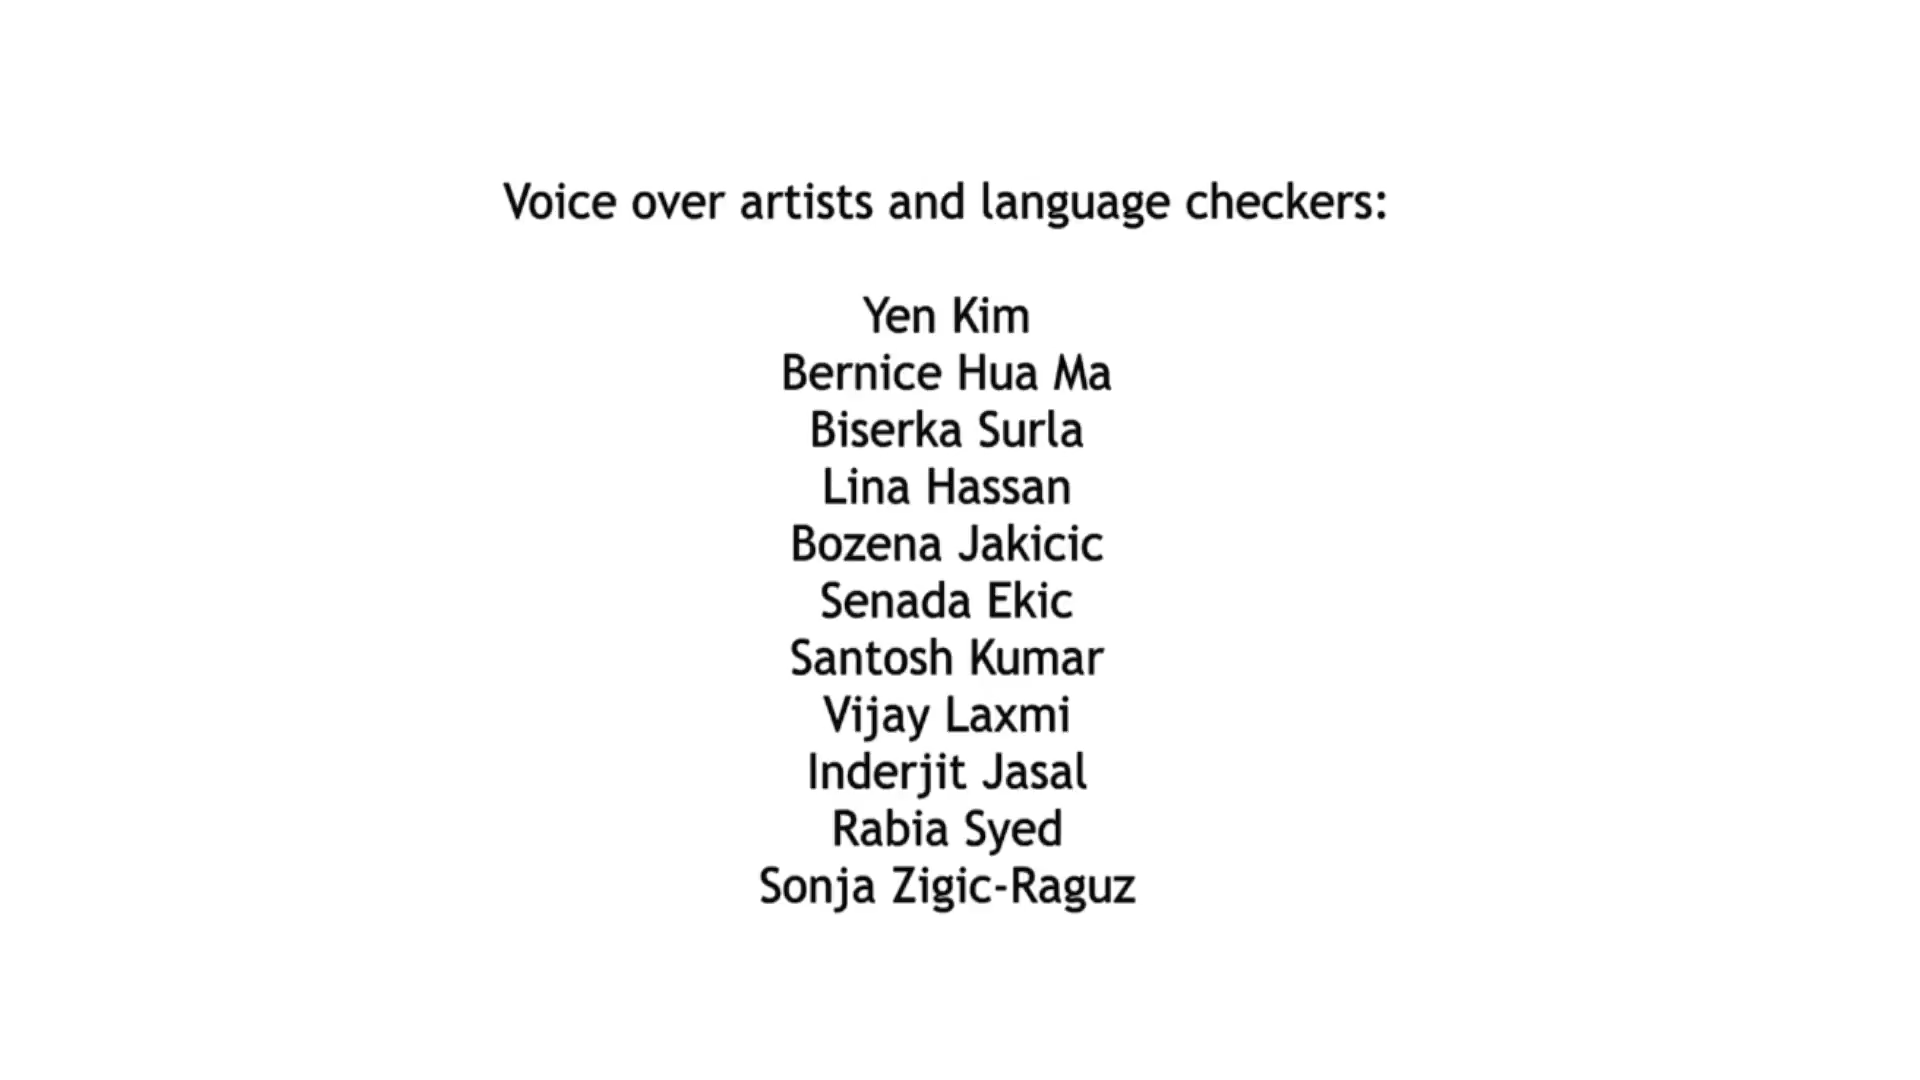 Voice over artists and language checkers:
Yen Kim
Bernice Hua Ma
Biserka Surla
Lina Hassan
Bozena Jakicic
Senada Ekic
Santosh Kumar
Vijay Laxmi
Inderjit Jasal
Rabia Syed
Sonja Zigic-Raguz